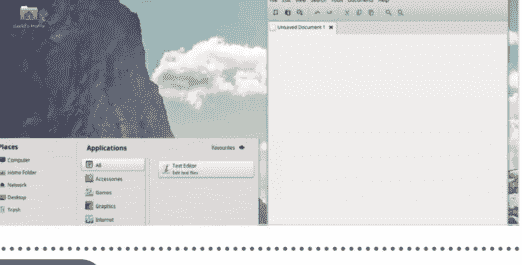 File Edit View Search Tools Documents Help
Unsaved Document 1
Places
Applications
Favourites
Computer
Home Folder
Network
Desktop
Trash
All
Accessories
Games
Graphics
Internet
Text Editor
Edit text files